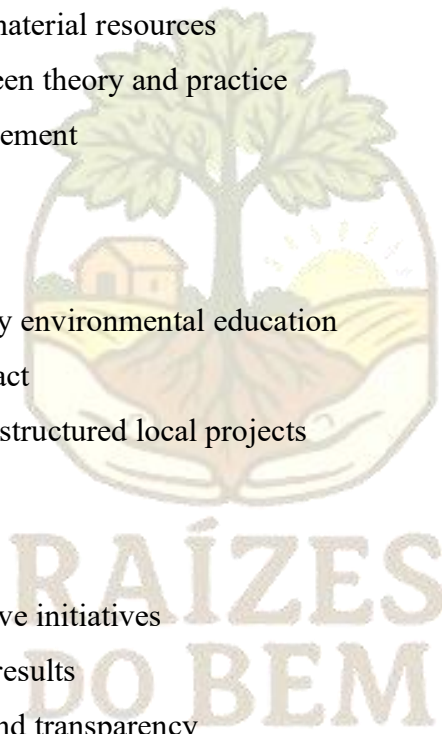 material resources
een theory and practice
ement
y environmental education
act
structured local projects
RAÍZES
ve initiatives
results
DO BEM
nd transparency